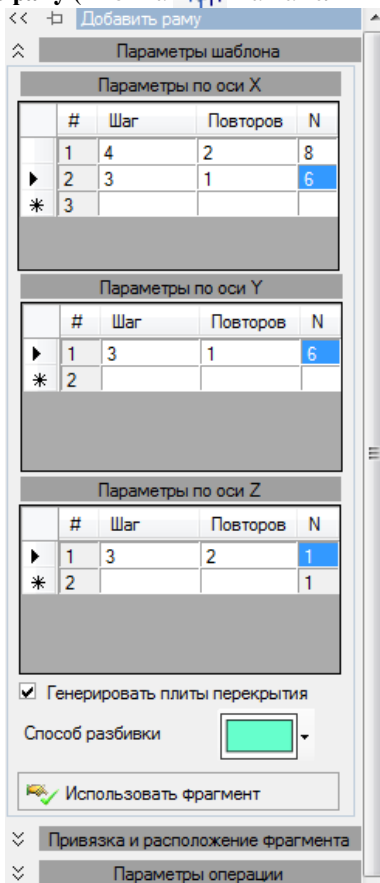 << Добавить раму
Параметры шаблона
Параметры по оси X
# Шаг Повторов N
1 4 2 8
2 3 1 6
3
Параметры по оси Y
# Шаг Повторов N
1 3 1 6
2
Параметры по оси Z
# Шаг Повторов N
1 3 2 1
2 1
Генерировать плиты перекрытия
Способ разбивки
Использовать фрагмент
Привязка и расположение фрагмента
Параметры операции